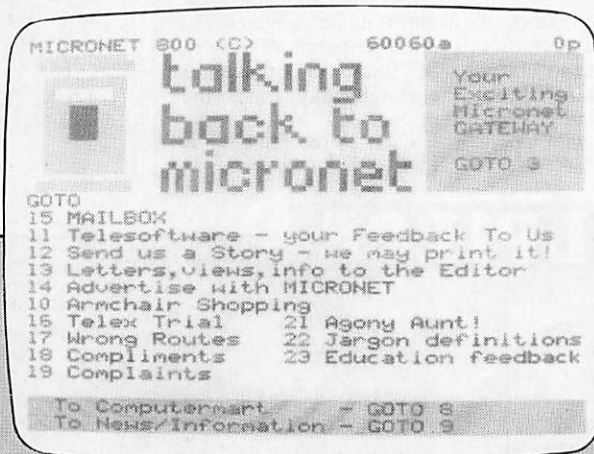 MICRONET 800 (C) 60060a 0p
talking
back to
micronet
Your
Exciting
Micronet
GATEWAY
GOTO 3
GOTO
15 MAILBOX
11 Telesoftware - your Feedback To Us
12 Send us a Story - we may print it!
13 Letters,views,info to the Editor
14 Advertise with MICRONET
10 Armchair Shopping
16 Telex Trial 21 Agony Aunt!
17 Wrong Routes 22 Jargon definitions
18 Compliments 23 Education feedback
19 Complaints
To Computermart - GOTO 8
To News/Information - GOTO 9